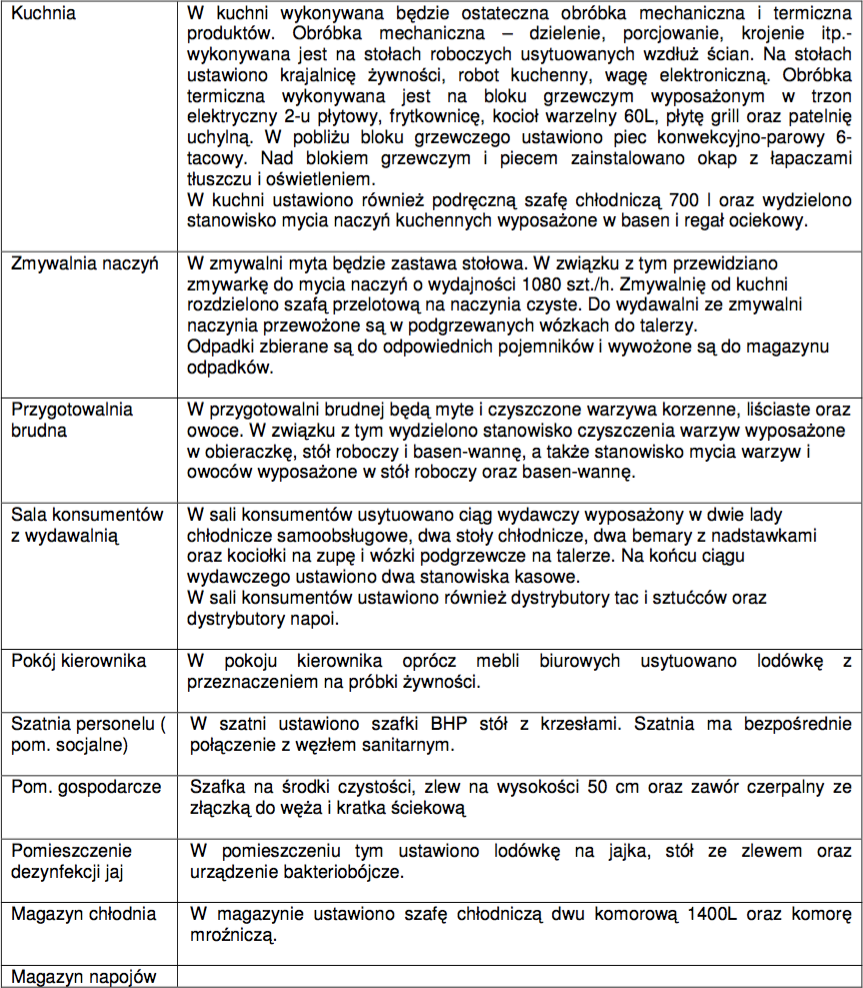 Kuchnia
W kuchni wykonywana będzie ostateczna obróbka mechaniczna i termiczna
produktów. Obróbka mechaniczna – dzielenie, porcjowanie, krojenie itp.-
wykonywana jest na stołach roboczych usytuowanych wzdłuż ścian. Na stołach
ustawiono krajalnicę żywności, robot kuchenny, wagę elektroniczną. Obróbka
termiczna wykonywana jest na bloku grzewczym wyposażonym w trzon
elektryczny 2-u płytowy, frytkownicę, kocioł warzelny 60L, płytę grill oraz patelnię
uchylną. W pobliżu bloku grzewczego ustawiono piec konwekcyjno-parowy 6-
tacowy. Nad blokiem grzewczym i piecem zainstalowano okap z łapaczami
tłuszczu i oświetleniem.
W kuchni ustawiono również podręczną szafę chłodniczą 700 l oraz wydzielono
stanowisko mycia naczyń kuchennych wyposażone w basen i regał ociekowy.
Zmywalnia naczyń
W zmywalni myta będzie zastawa stołowa. W związku z tym przewidziano
zmywarkę do mycia naczyń o wydajności 1080 szt./h. Zmywalnię od kuchni
rozdzielono szafą przelotową na naczynia czyste. Do wydawalni ze zmywalni
naczynia przewożone są w podgrzewanych wózkach do talerzy.
Odpadki zbierane są do odpowiednich pojemników i wywożone są do magazynu
odpadków.
Przygotowalnia
brudna
W przygotowalni brudnej będą myte i czyszczone warzywa korzenne, liściaste oraz
owoce. W związku z tym wydzielono stanowisko czyszczenia warzyw wyposażone
w obieraczkę, stół roboczy i basen-wannę, a także stanowisko mycia warzyw i
owoców wyposażone w stół roboczy oraz basen-wannę.
Sala konsumentów
z wydawalnią
W sali konsumentów usytuowano ciąg wydawczy wyposażony w dwie lady
chłodnicze samoobsługowe, dwa stoły chłodnicze, dwa bemary z nadstawkami
oraz kociołki na zupę i wózki podgrzewcze na talerze. Na końcu ciągu
wydawczego ustawiono dwa stanowiska kasowe.
W sali konsumentów ustawiono również dystrybutory tac i sztućców oraz
dystrybutory napoi.
Pokój kierownika
W pokoju kierownika oprócz mebli biurowych usytuowano lodówkę z
przeznaczeniem na próbki żywności.
Szatnia personelu (
pom. socjalne)
W szatni ustawiono szafki BHP stół z krzesłami. Szatnia ma bezpośrednie
połączenie z węzłem sanitarnym.
Pom. gospodarcze
Szafka na środki czystości, zlew na wysokości 50 cm oraz zawór czerpalny ze
złączką do węża i kratka ściekową
Pomieszczenie
dezynfekcji jaj
W pomieszczeniu tym ustawiono lodówkę na jajka, stół ze zlewem oraz
urządzenie bakteriobójcze.
Magazyn chłodnia
W magazynie ustawiono szafę chłodniczą dwu komorową 1400L oraz komorę
mroźniczą.
Magazyn napojów